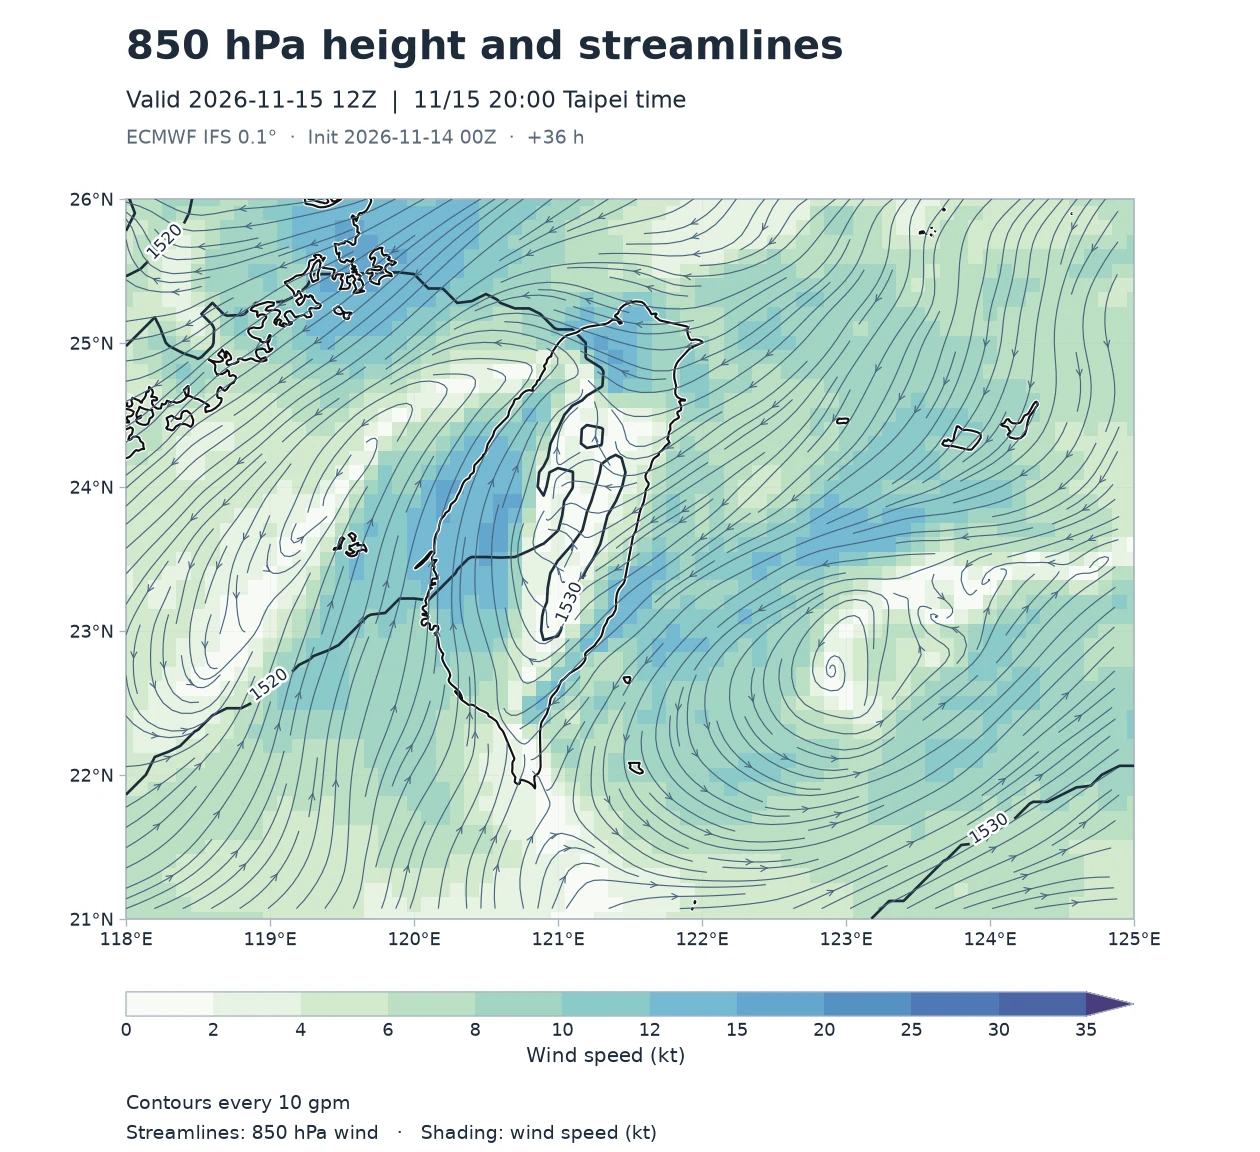 850 hPa height and streamlines
Valid 2026-11-15 12Z | 11/15 20:00 Taipei time
ECMWF IFS 0.1° · Init 2026-11-14 00Z · +36 h
26°N
1520
25°N
24°N
1530
23°N
1520
22°N
1530
21°N
118°E 119°E 120°E 121°E 122°E 123°E 124°E 125°E
0 2 4 6 8 10 12 15 20 25 30 35
Wind speed (kt)
Contours every 10 gpm
Streamlines: 850 hPa wind · Shading: wind speed (kt)